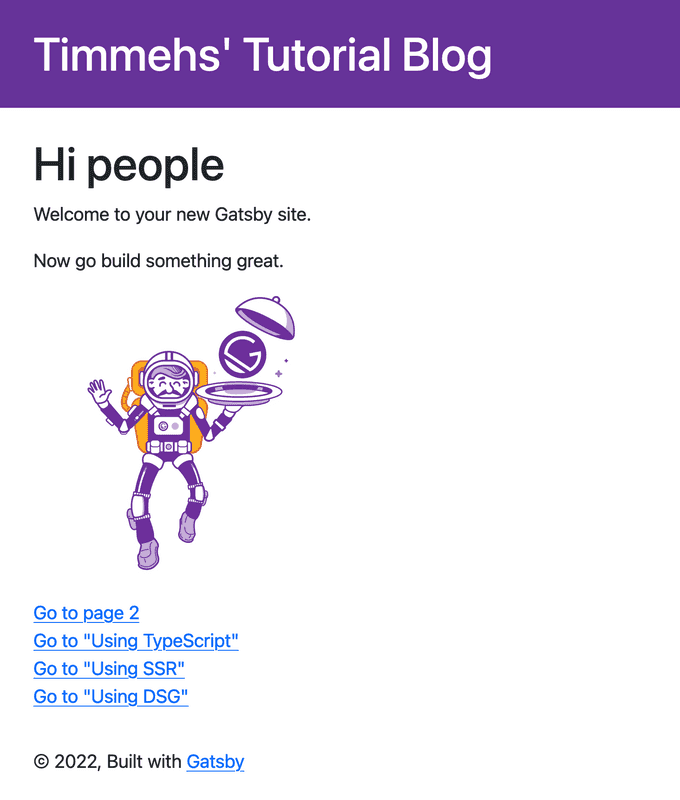 Timmehs' Tutorial Blog
Hi people
Welcome to your new Gatsby site.
Now go build something great.
Go to page 2
Go to "Using TypeScript"
Go to "Using SSR"
Go to "Using DSG"
© 2022, Built with Gatsby